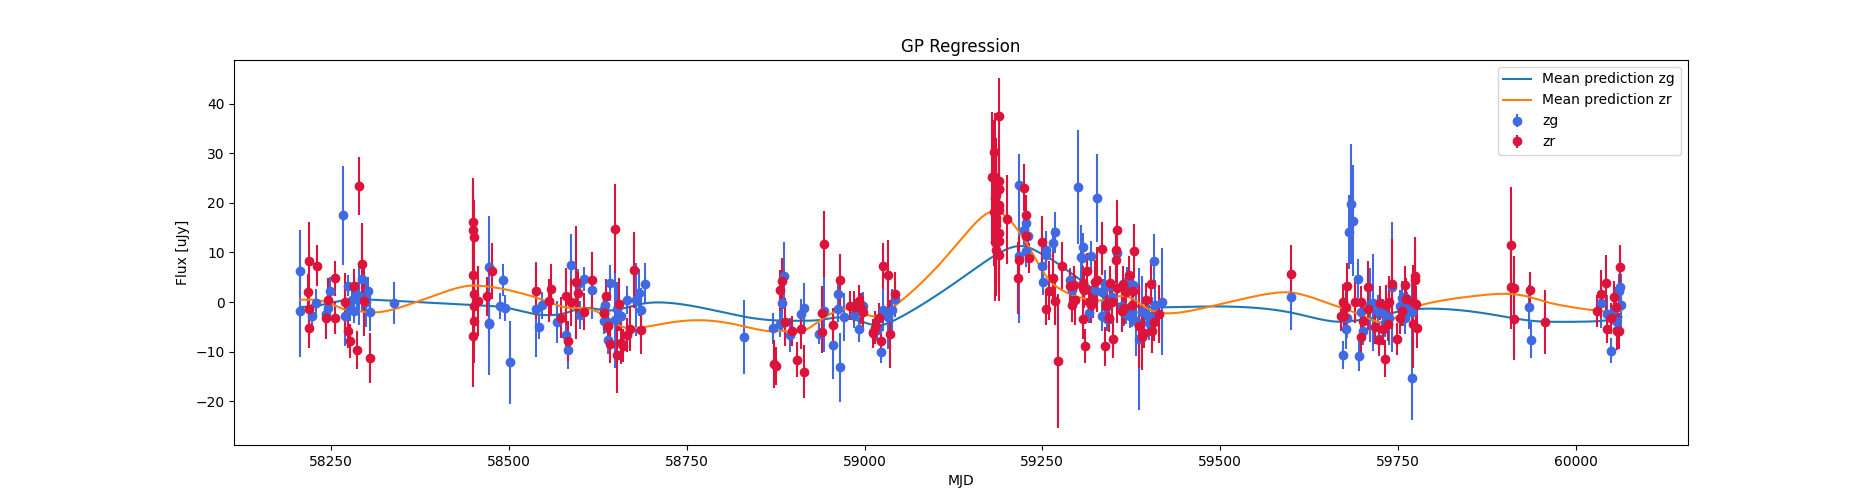 GP Regression
Mean prediction zg
Mean prediction zr
zg
zr
Flux [uJy]
40
30
20
10
0
−10
−20
58250
58500
58750
59000
59250
59500
59750
60000
MJD